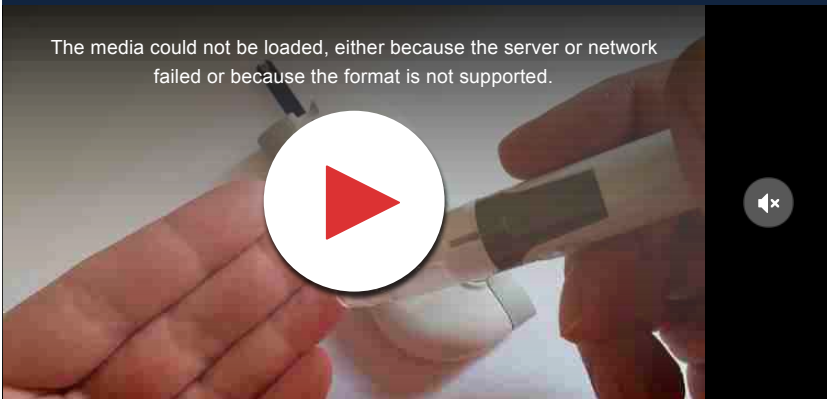 The media could not be loaded, either because the server or network
failed or because the format is not supported.